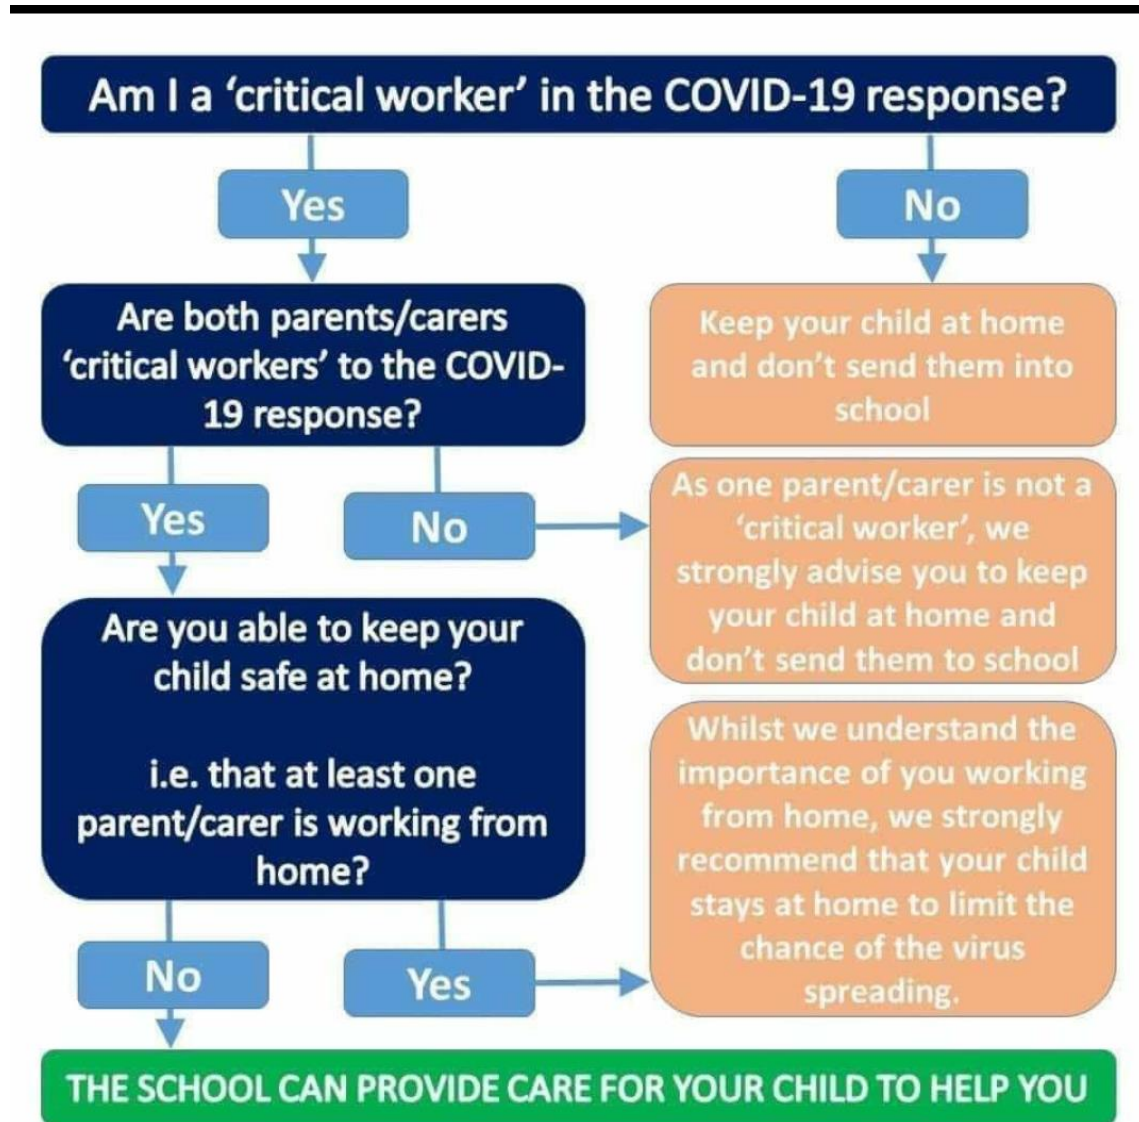 Am I a ‘critical worker’ in the COVID-19 response?
Yes
No
Are both parents/carers
‘critical workers’ to the COVID-
19 response?
Keep your child at home
and don’t send them into
school
Yes
No
As one parent/carer is not a
‘critical worker’, we
strongly advise you to keep
your child at home and
don’t send them to school
Are you able to keep your
child safe at home?
i.e. that at least one
parent/carer is working from
home?
Whilst we understand the
importance of you working
from home, we strongly
recommend that your child
stays at home to limit the
chance of the virus
spreading.
No
Yes
THE SCHOOL CAN PROVIDE CARE FOR YOUR CHILD TO HELP YOU